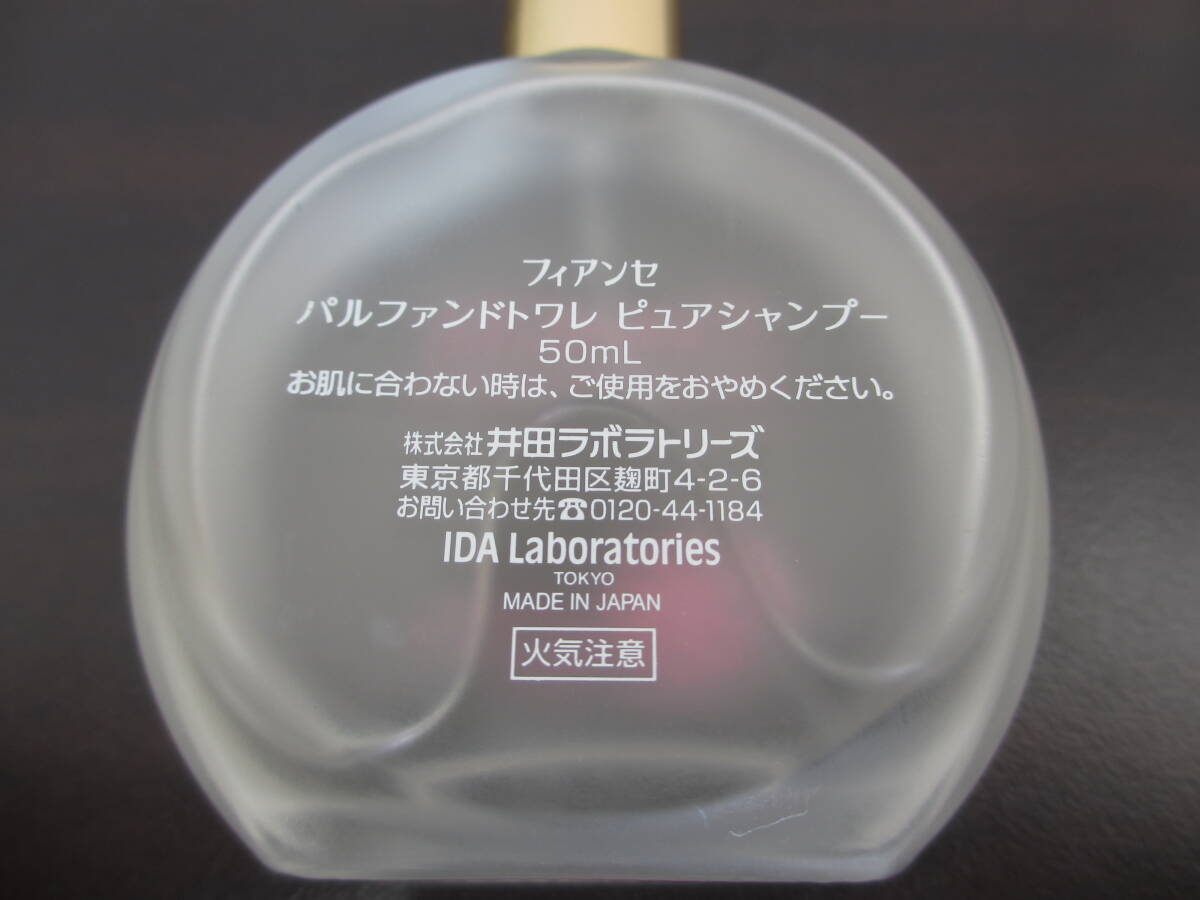 フィアンセ
パルファンドトワレ ピュアシャンプー
50mL
お肌に合わない時は、ご使用をおやめください。
株式会社 井田ラボラトリーズ
東京都千代田区麹町4-2-6
お問い合わせ先☎0120-44-1184
IDA Laboratories
TOKYO
MADE IN JAPAN
火気注意